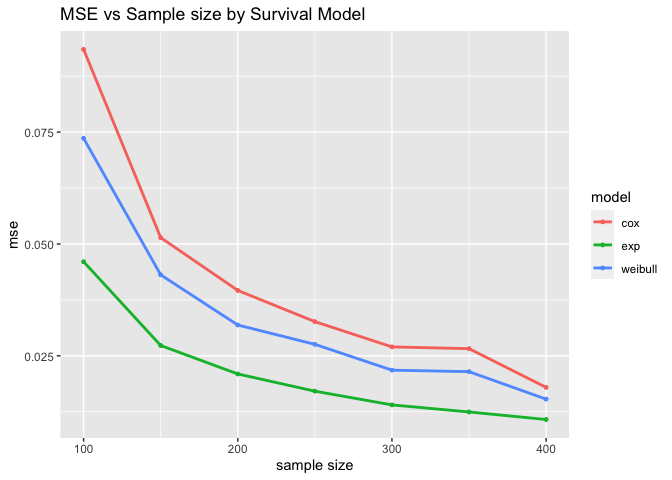 MSE vs Sample size by Survival Model
mse
0.075
0.050
0.025
100
200
300
400
sample size
model
cox
exp
weibull